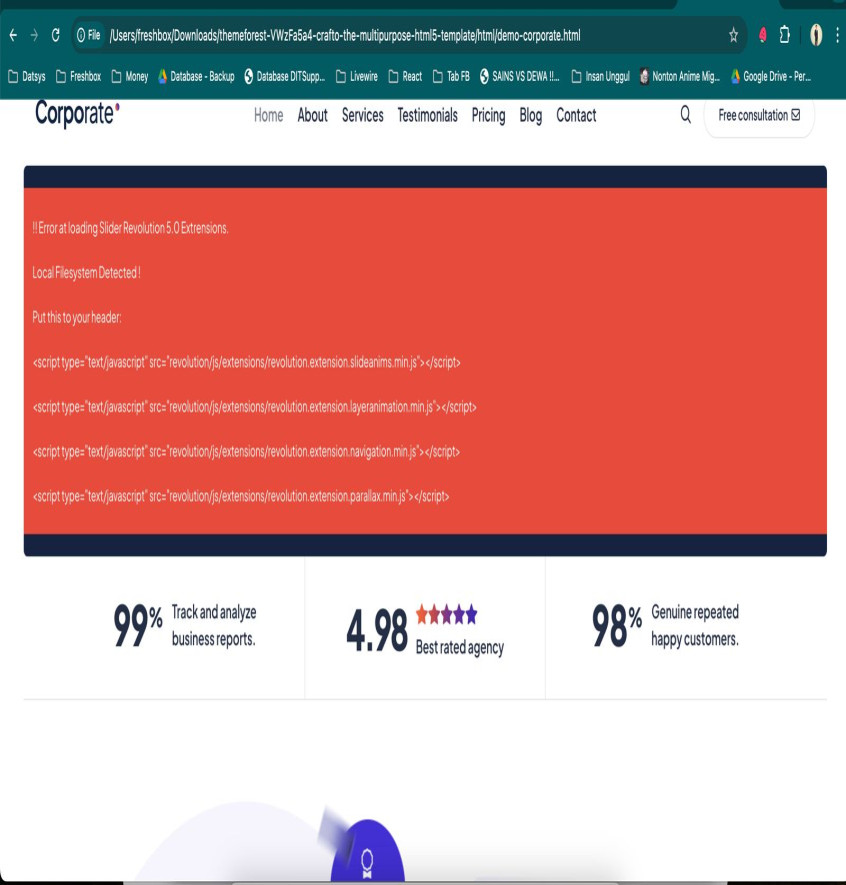 File /Users/freshbox/Downloads/themeforest-VWzFa5a4-crafto-the-multipurpose-html5-template/html/demo-corporate.html
Datsys Freshbox Money Database - Backup Database DITSupp... Livewire React Tab FB SAINS VS DEWA !!... Insan Unggul Nonton Anime Mig... Google Drive - Per...
Corporate
Home About Services Testimonials Pricing Blog Contact Free consultation
!! Error at loading Slider Revolution 5.0 Extrensions.
Local Filesystem Detected !
Put this to your header:
<script type="text/javascript" src="revolution/js/extensions/revolution.extension.slideanims.min.js"></script>
<script type="text/javascript" src="revolution/js/extensions/revolution.extension.layeranimation.min.js"></script>
<script type="text/javascript" src="revolution/js/extensions/revolution.extension.navigation.min.js"></script>
<script type="text/javascript" src="revolution/js/extensions/revolution.extension.parallax.min.js"></script>
99%
Track and analyze
business reports.
4.98
Best rated agency
98%
Genuine repeated
happy customers.